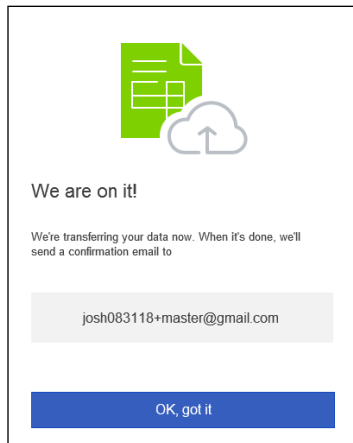 We are on it!
We're transferring your data now. When it's done, we'll
send a confirmation email to
josh083118+master@gmail.com
OK, got it